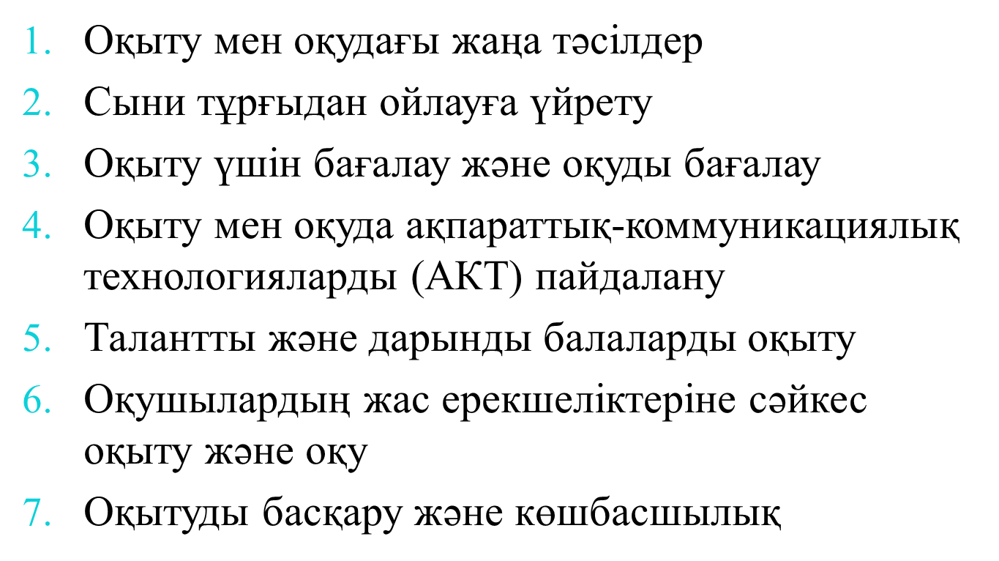 1. Оқыту мен оқудағы жаңа тәсілдер
2. Сыни тұрғыдан ойлауға үйрету
3. Оқыту үшін бағалау және оқуды бағалау
4. Оқыту мен оқуда ақпараттық-коммуникациялық
технологияларды (АКТ) пайдалану
5. Талантты және дарынды балаларды оқыту
6. Оқушылардың жас ерекшеліктеріне сәйкес
оқыту және оқу
7. Оқытуды басқару және көшбасшылық